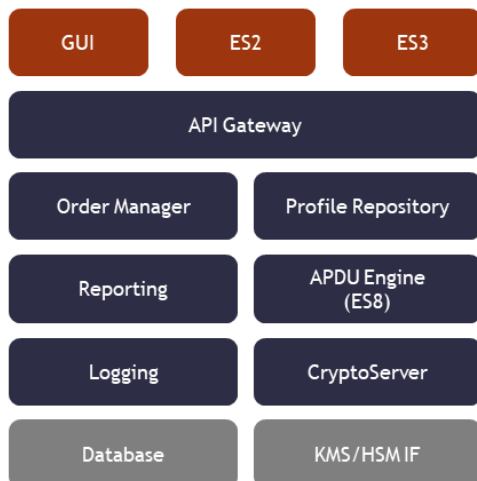 GUI
ES2
ES3
API Gateway
Order Manager
Profile Repository
Reporting
APDU Engine
(ES8)
Logging
CryptoServer
Database
KMS/HSM IF